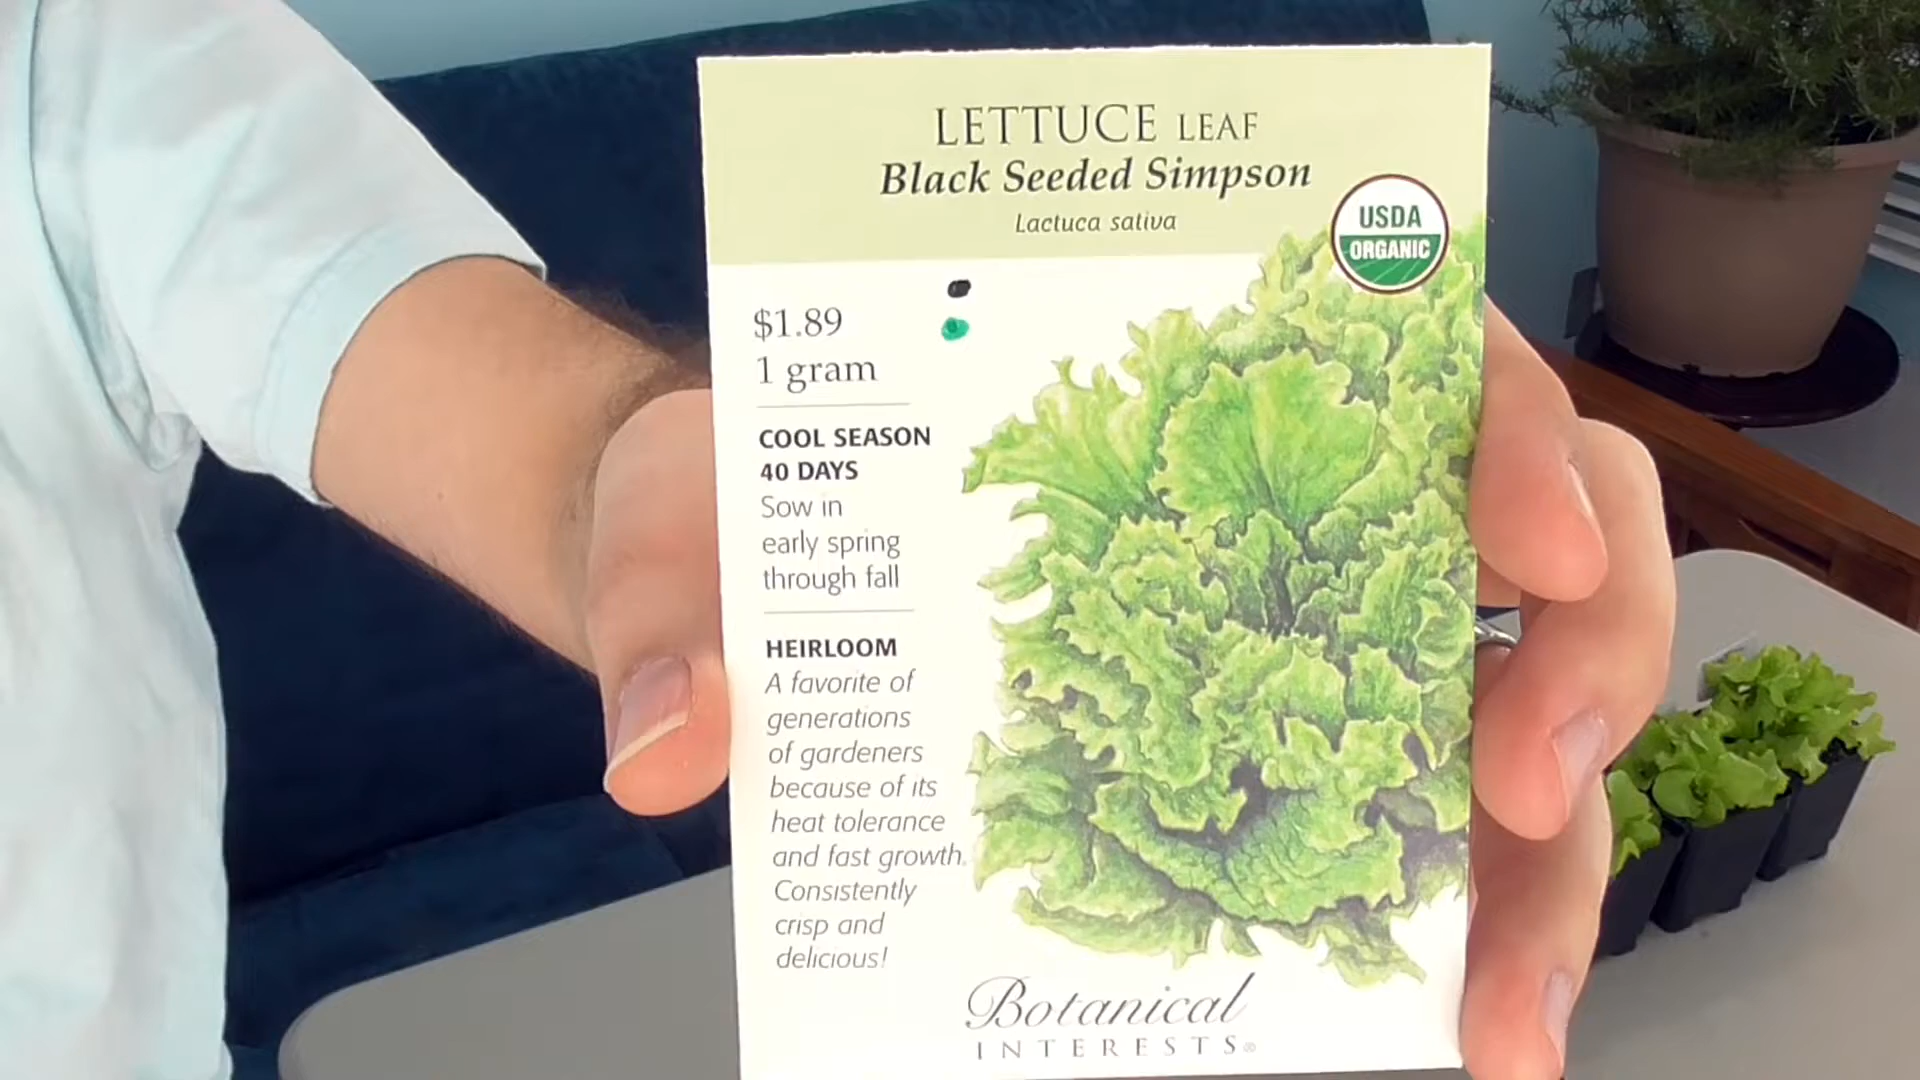 LETTUCE LEAF
Black Seeded Simpson
Lactuca sativa
USDA
ORGANIC
$1.89
1 gram
COOL SEASON
40 DAYS
Sow in
early spring
through fall
HEIRLOOM
A favorite of
generations
of gardeners
because of its
heat tolerance
and fast growth.
Consistently
crisp and
delicious!
Botanical
INTERESTS®